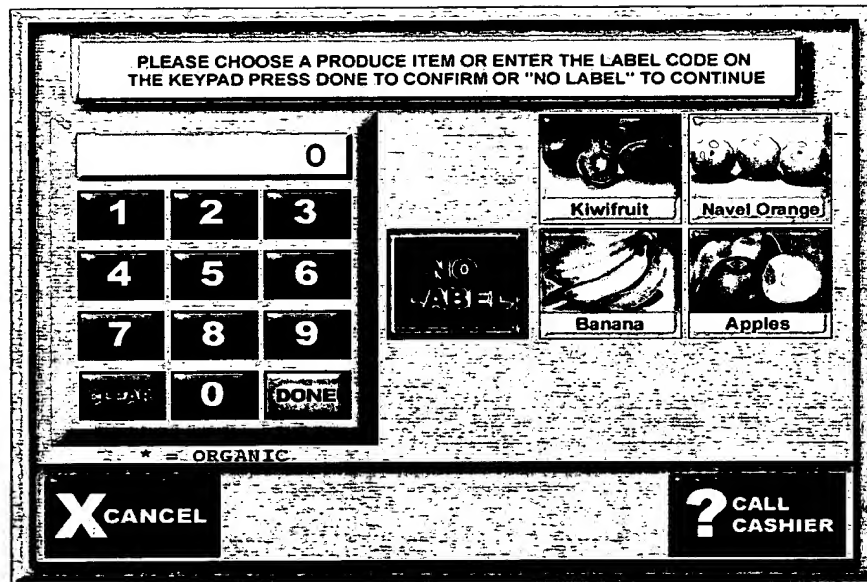 PLEASE CHOOSE A PRODUCE ITEM OR ENTER THE LABEL CODE ON
THE KEYPAD PRESS DONE TO CONFIRM OR "NO LABEL" TO CONTINUE
0
1 2 3
4 5 6
7 8 9
CLEAR 0 DONE
* = ORGANIC
NO
LABEL
Kiwifruit Navel Orange
Banana Apples
X CANCEL
? CALL
CASHIER